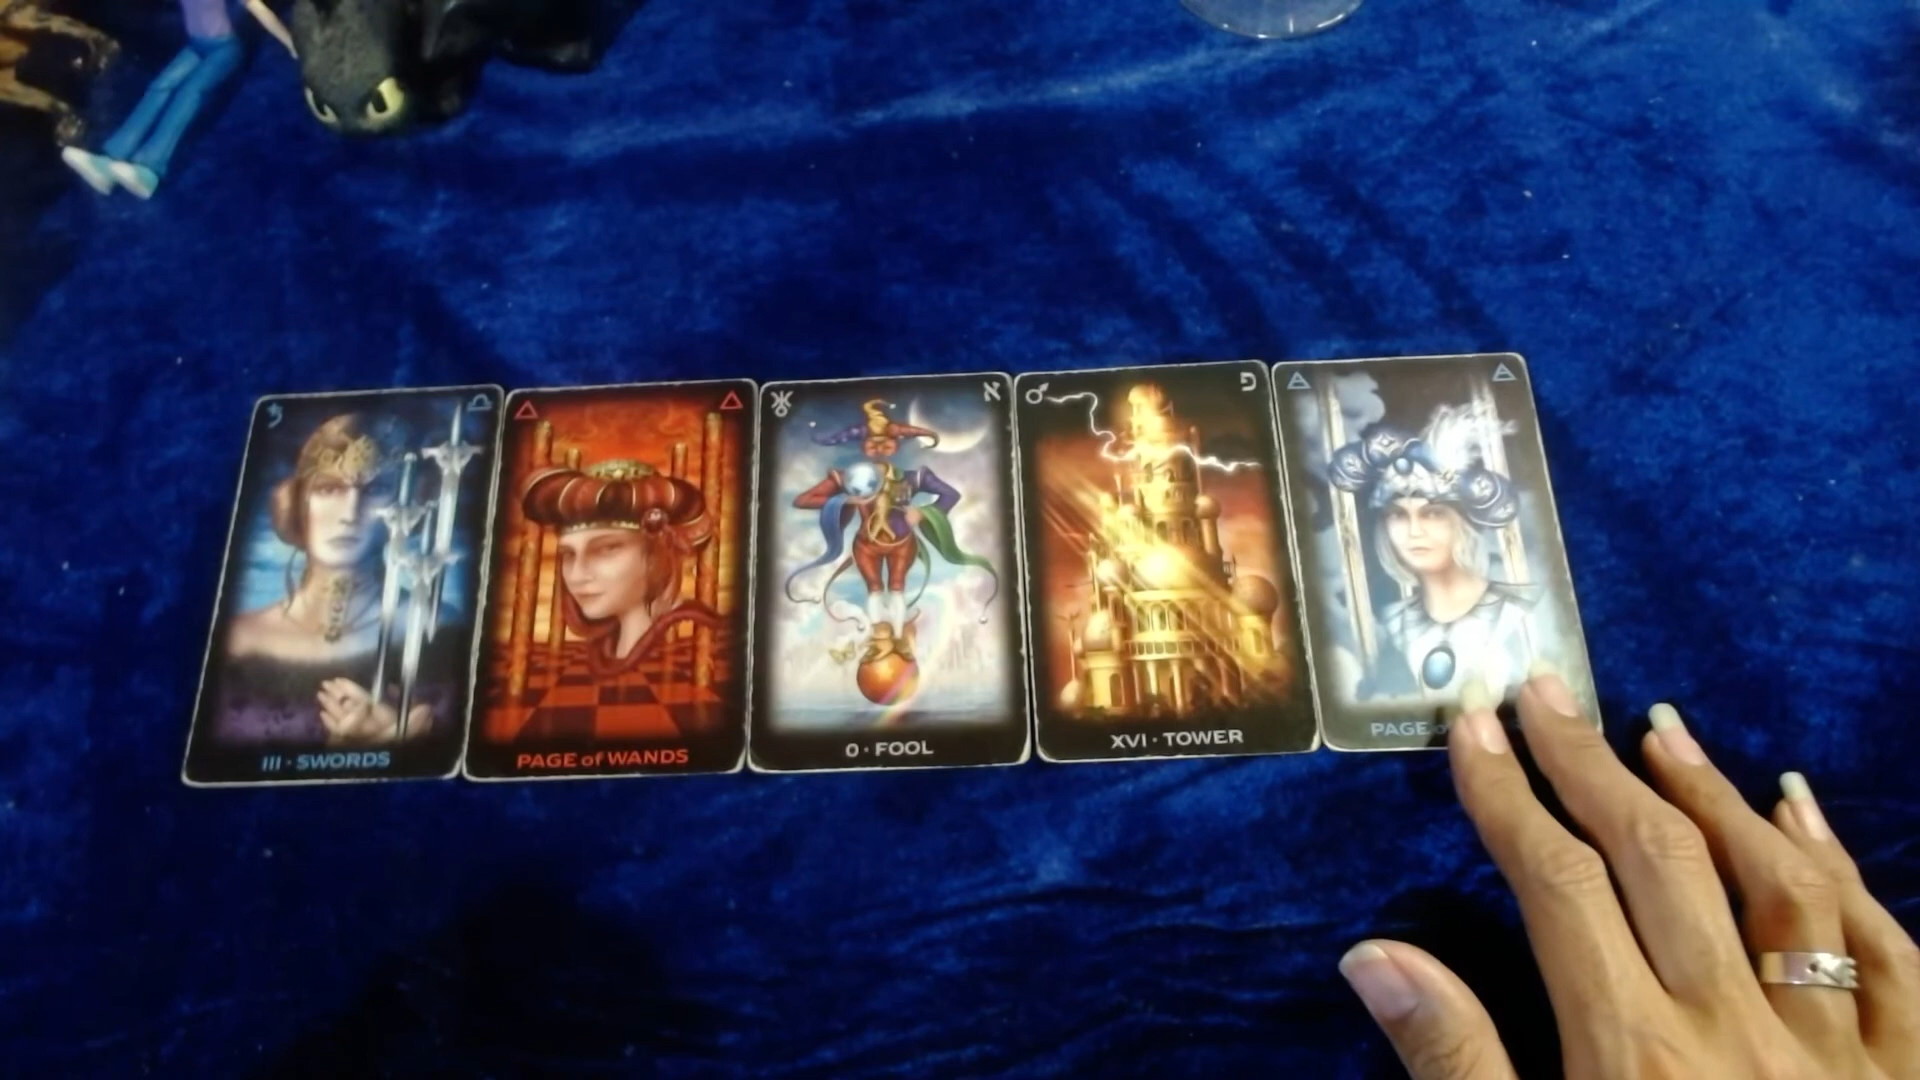 III · SWORDS
PAGE of WANDS
0 · FOOL
XVI · TOWER
PAGE